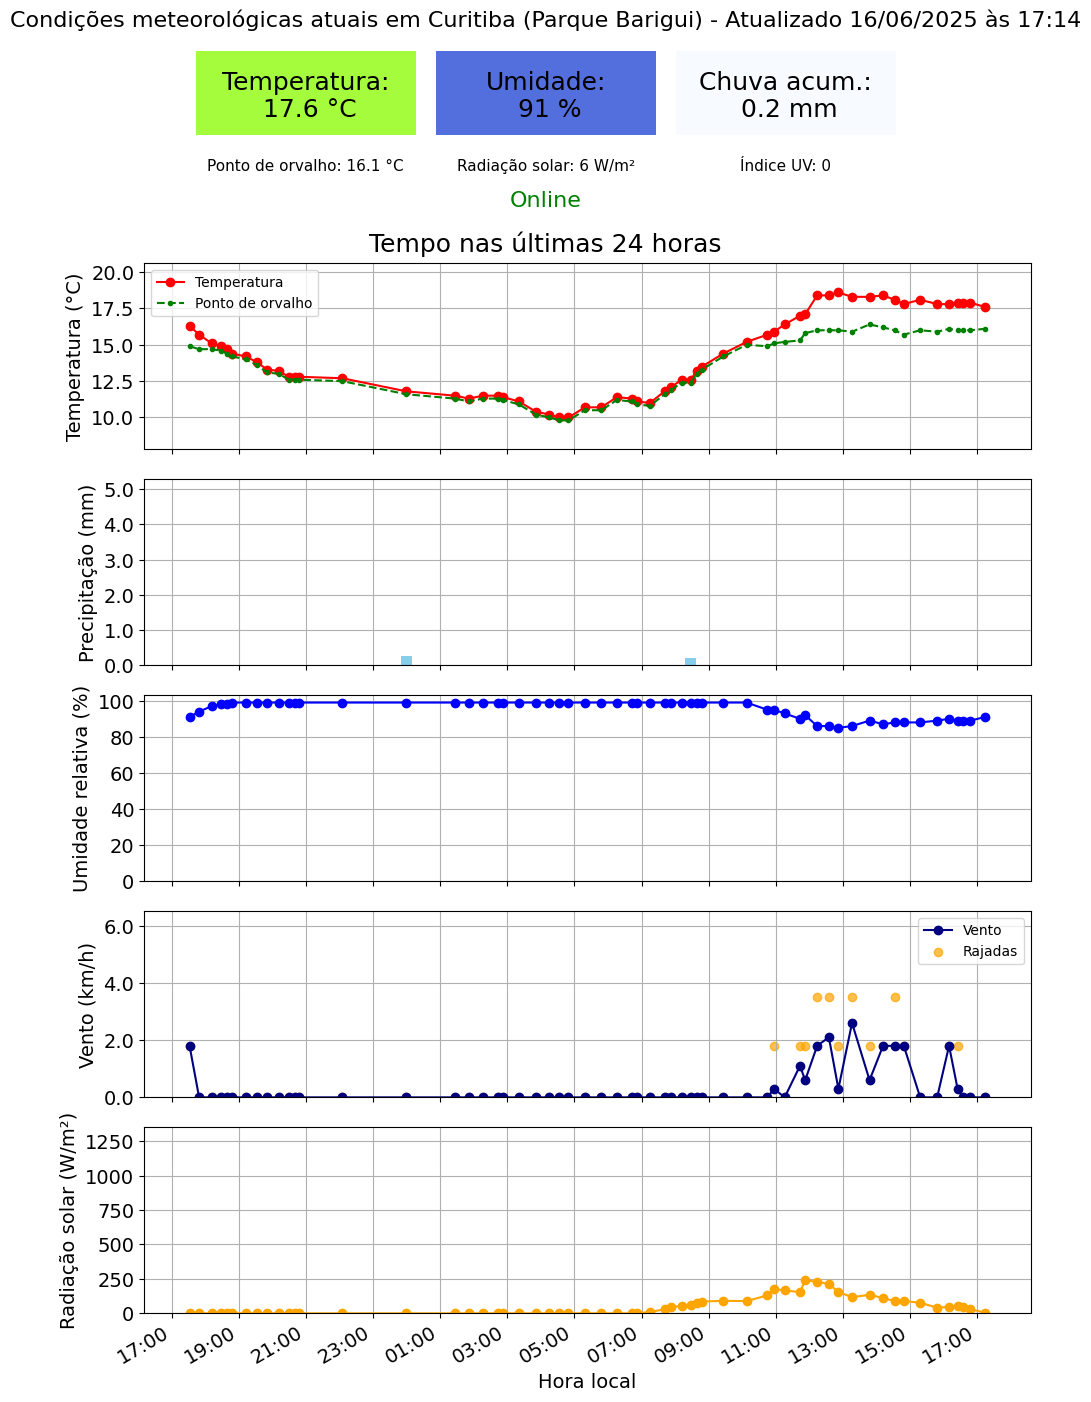 Condições meteorológicas atuais em Curitiba (Parque Barigui) - Atualizado 16/06/2025 às 17:14
Temperatura:
17.6 °C
Umidade:
91 %
Chuva acum.:
0.2 mm
Ponto de orvalho: 16.1 °C
Radiação solar: 6 W/m²
Índice UV: 0
Online
Tempo nas últimas 24 horas
Temperatura (°C)
20.0
17.5
15.0
12.5
10.0
Temperatura
Ponto de orvalho
Precipitação (mm)
5.0
4.0
3.0
2.0
1.0
0.0
Umidade relativa (%)
100
80
60
40
20
0
Vento (km/h)
6.0
4.0
2.0
0.0
Vento
Rajadas
Radiação solar (W/m²)
1250
1000
750
500
250
0
17:00 19:00 21:00 23:00 01:00 03:00 05:00 07:00 09:00 11:00 13:00 15:00 17:00
Hora local